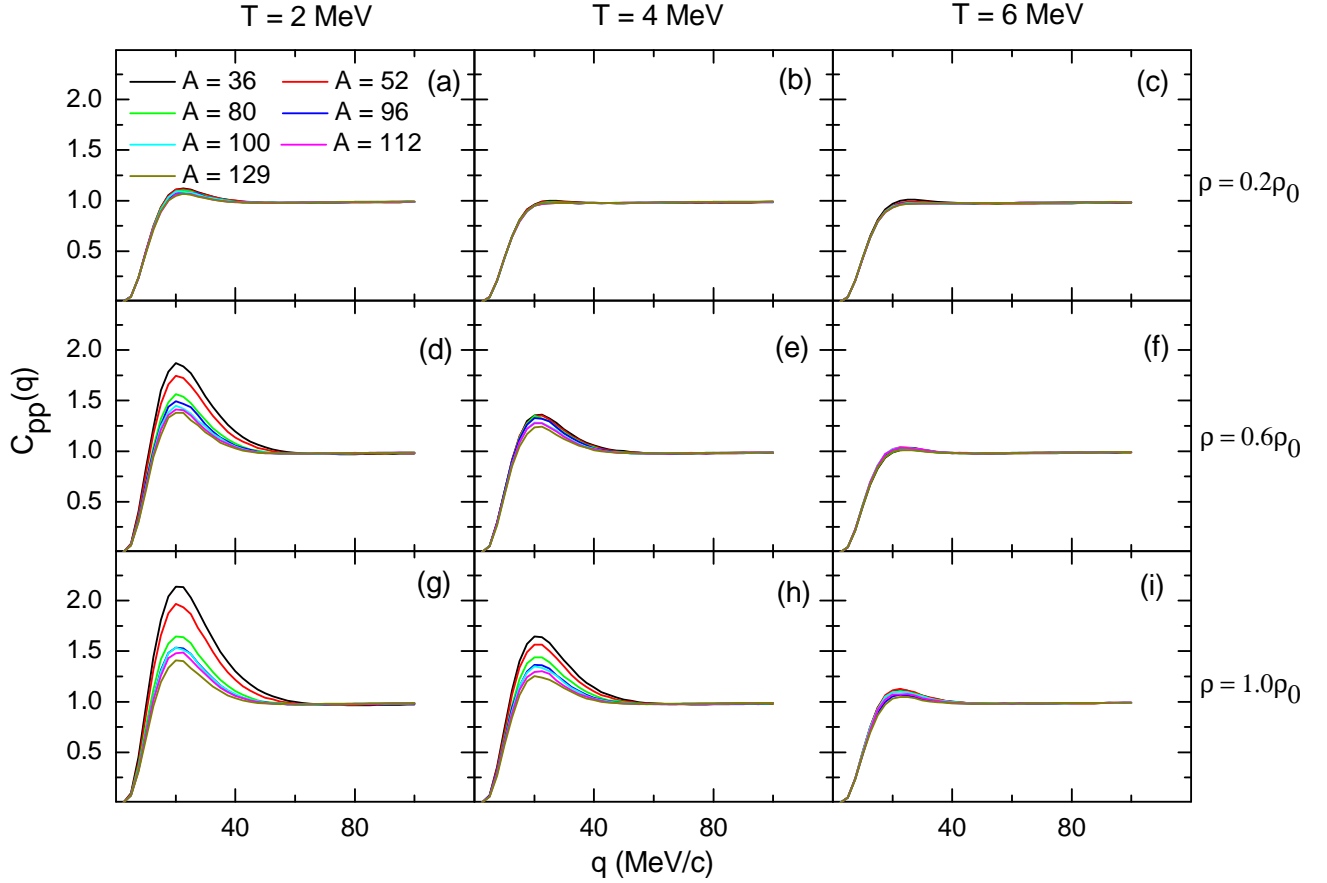 T = 2 MeV T = 4 MeV T = 6 MeV
A = 36 A = 52 (a) (b) (c)
A = 80 A = 96
A = 100 A = 112
A = 129
2.0
1.5
1.0
0.5
ρ = 0.2ρ0
(d) (e) (f)
2.0
1.5
1.0
0.5
Cpp(q)
ρ = 0.6ρ0
(g) (h) (i)
2.0
1.5
1.0
0.5
ρ = 1.0ρ0
40 80 40 80 40 80
q (MeV/c)